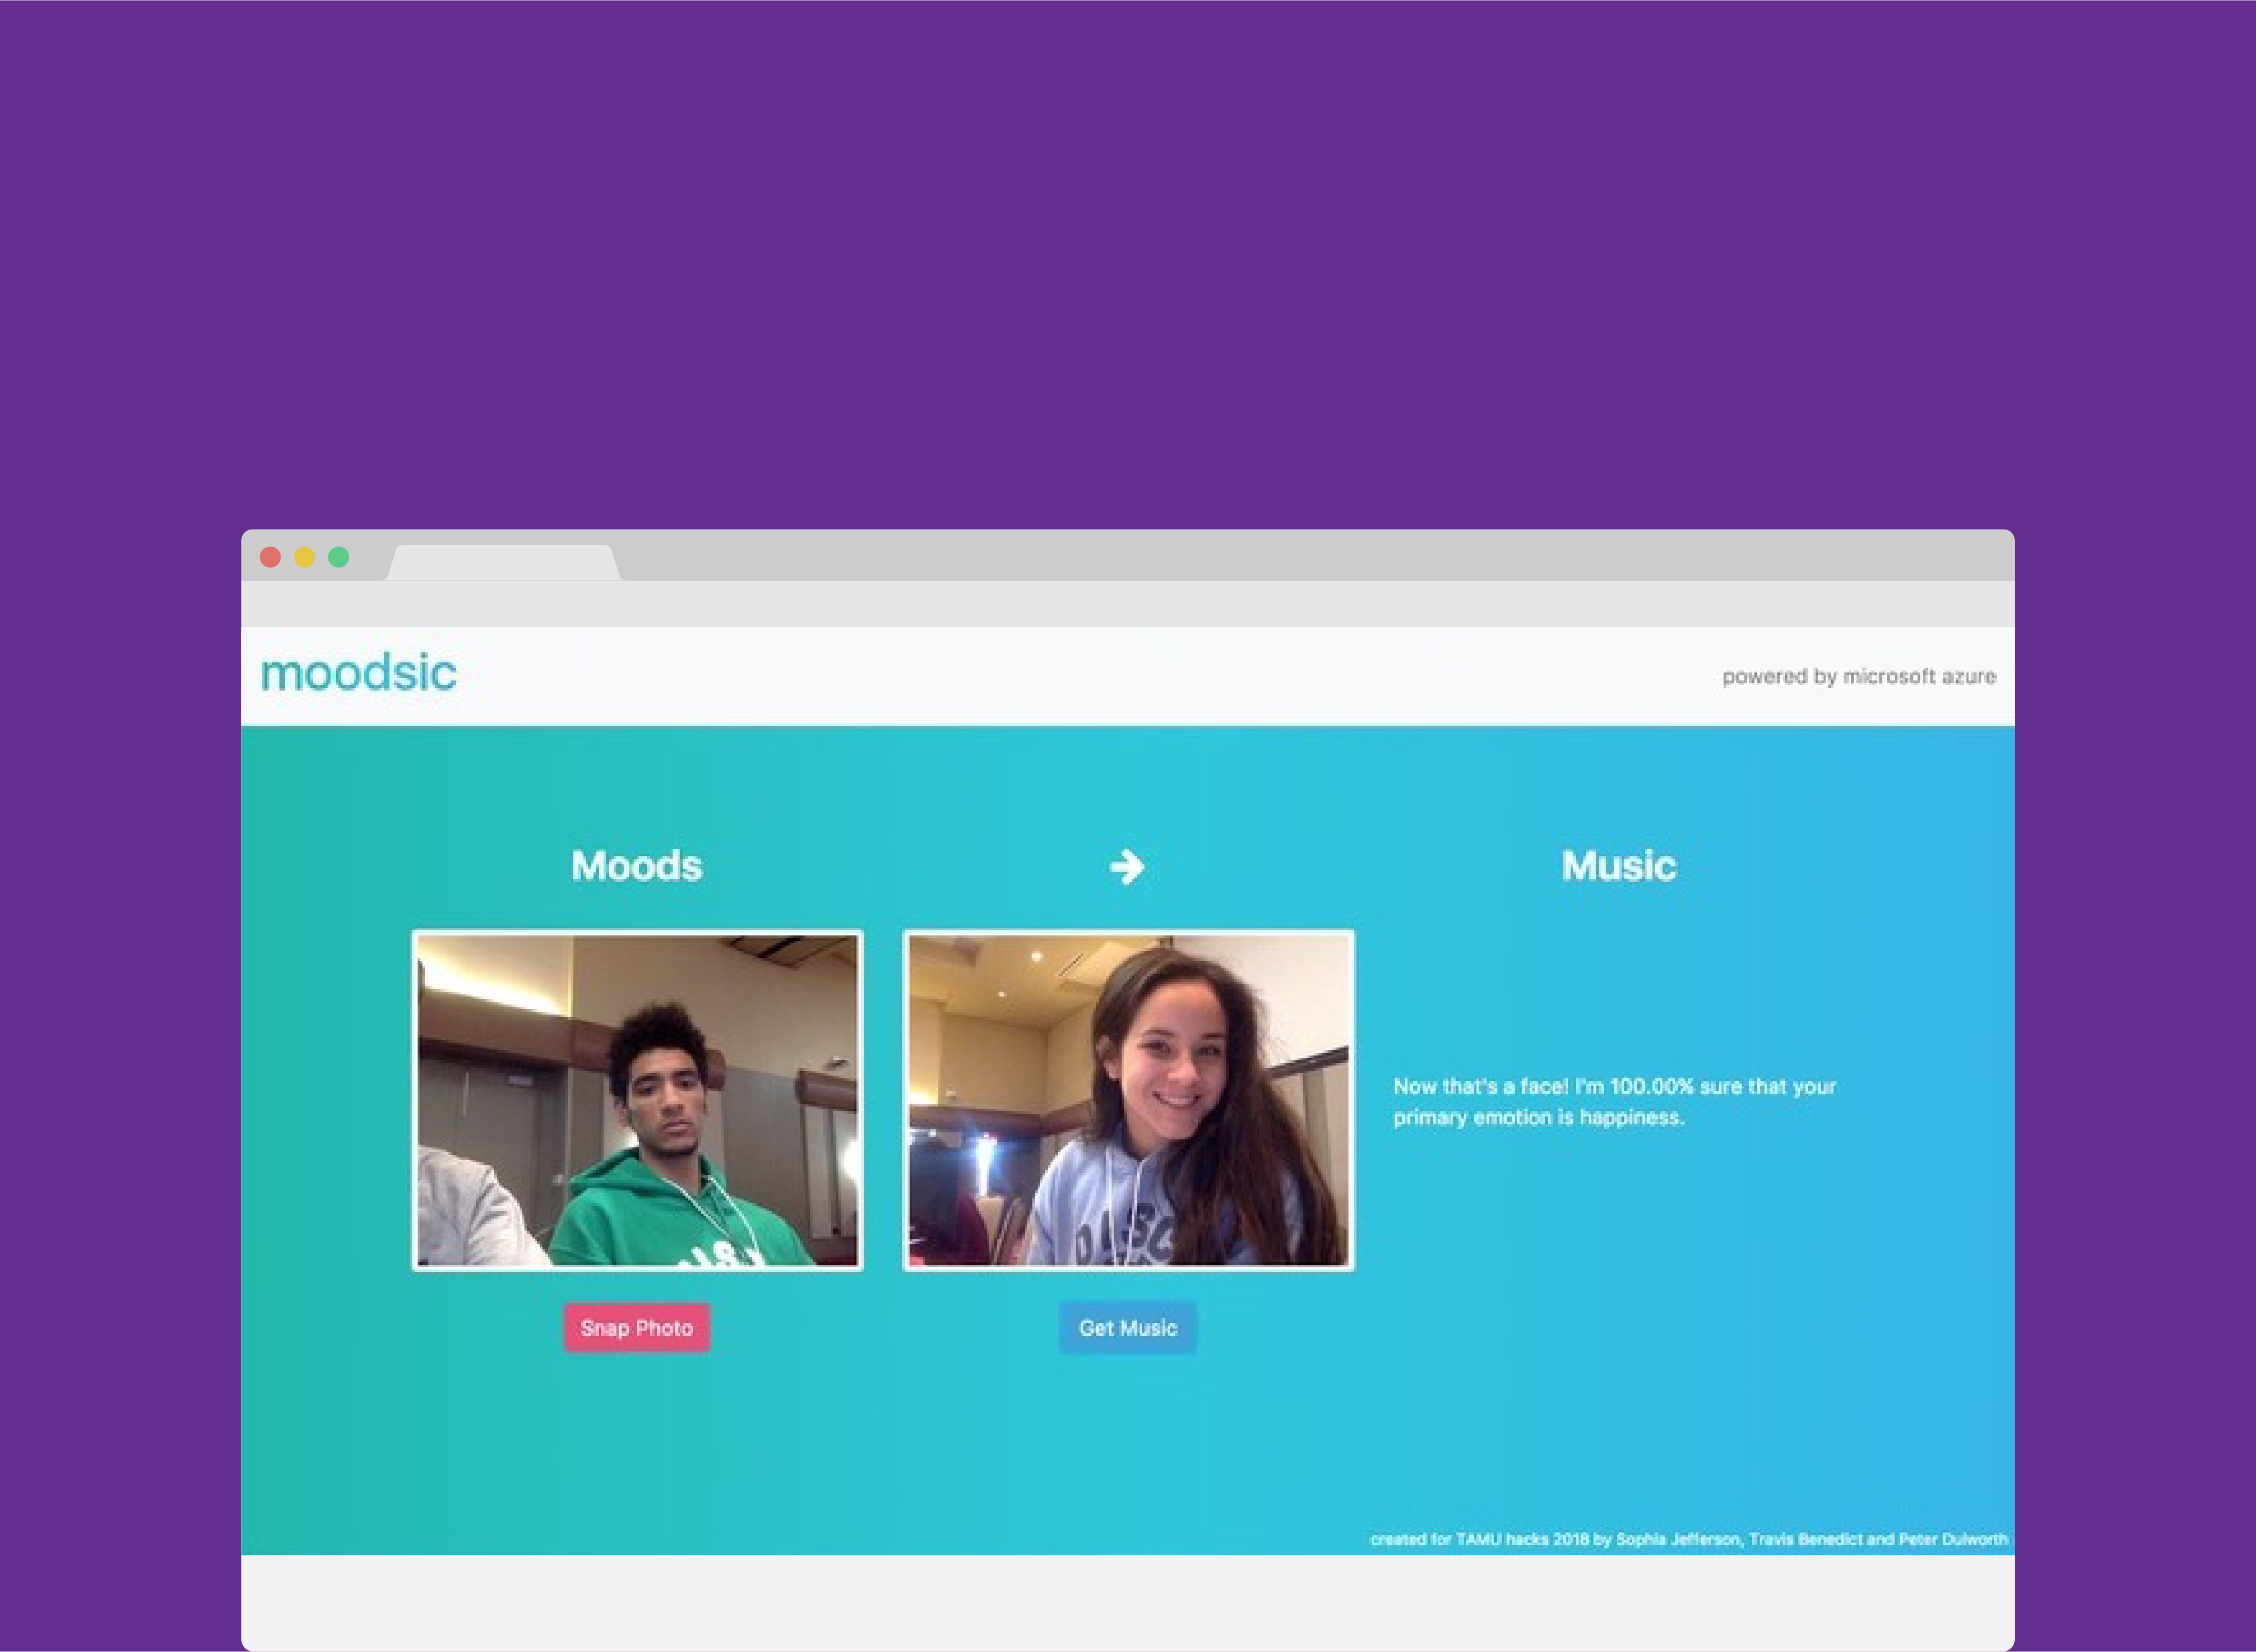 moodsic
powered by microsoft azure
Moods
Music
Now that's a face! I'm 100.00% sure that your
primary emotion is happiness.
DISC
Snap Photo
Get Music
created for TAMU hacks 2018 by Sophia Jefferson, Travis Benedict and Peter Dulworth